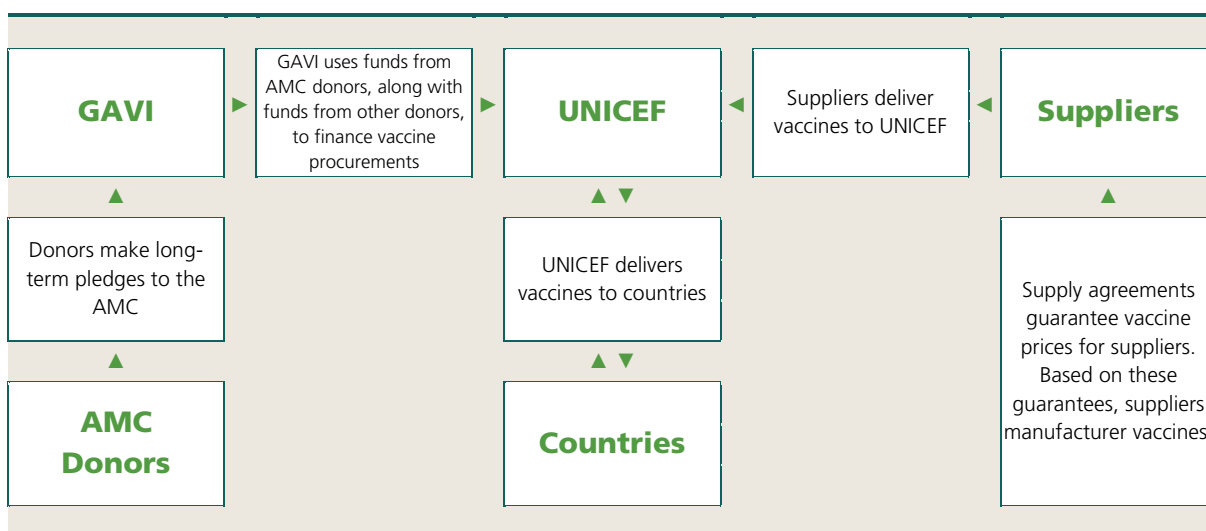 GAVI
GAVI uses funds from
AMC donors, along with
funds from other donors,
to finance vaccine
procurements
UNICEF
Suppliers deliver
vaccines to UNICEF
Suppliers
Donors make long-
term pledges to the
AMC
UNICEF delivers
vaccines to countries
Supply agreements
guarantee vaccine
prices for suppliers.
Based on these
guarantees, suppliers
manufacturer vaccines
AMC
Donors
Countries